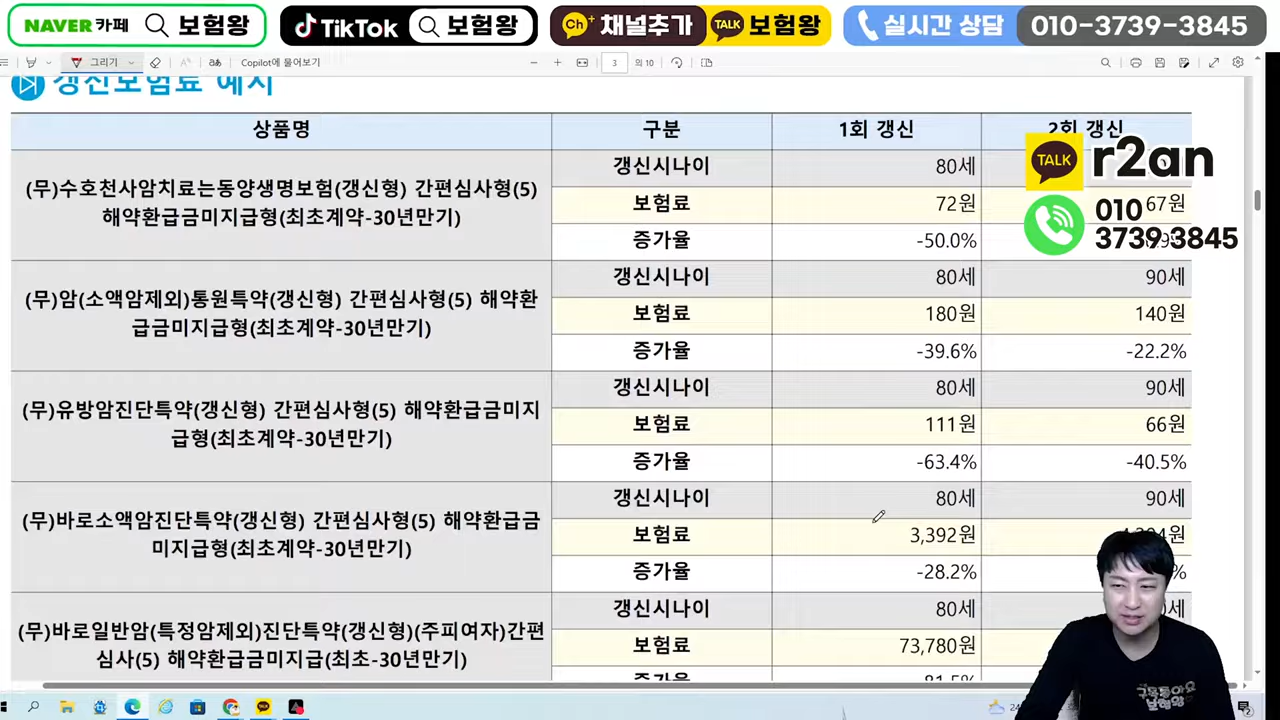 NAVER 카페 보험왕
TikTok 보험왕
Ch+ 채널추가 TALK 보험왕
실시간 상담 010-3739-3845
그리기 Copilot에 물어보기 3 의 10
갱신보험료 예시
상품명 구분 1회 갱신 2회 갱신
(무)수호천사암치료는동양생명보험(갱신형) 간편심사형(5)
해약환급금미지급형(최초계약-30년만기)
갱신시나이 80세
보험료 72원 67원
증가율 -50.0%
TALK r2an
010
3739 3845
(무)암(소액암제외)통원특약(갱신형) 간편심사형(5) 해약환
급금미지급형(최초계약-30년만기)
갱신시나이 80세 90세
보험료 180원 140원
증가율 -39.6% -22.2%
(무)유방암진단특약(갱신형) 간편심사형(5) 해약환급금미지
급형(최초계약-30년만기)
갱신시나이 80세 90세
보험료 111원 66원
증가율 -63.4% -40.5%
(무)바로소액암진단특약(갱신형) 간편심사형(5) 해약환급금
미지급형(최초계약-30년만기)
갱신시나이 80세 90세
보험료 3,392원
증가율 -28.2%
(무)바로일반암(특정암제외)진단특약(갱신형)(주피여자)간편
심사(5) 해약환급금미지급(최초-30년만기)
갱신시나이 80세
보험료 73,780원
증가율
구독좋아요
보험왕